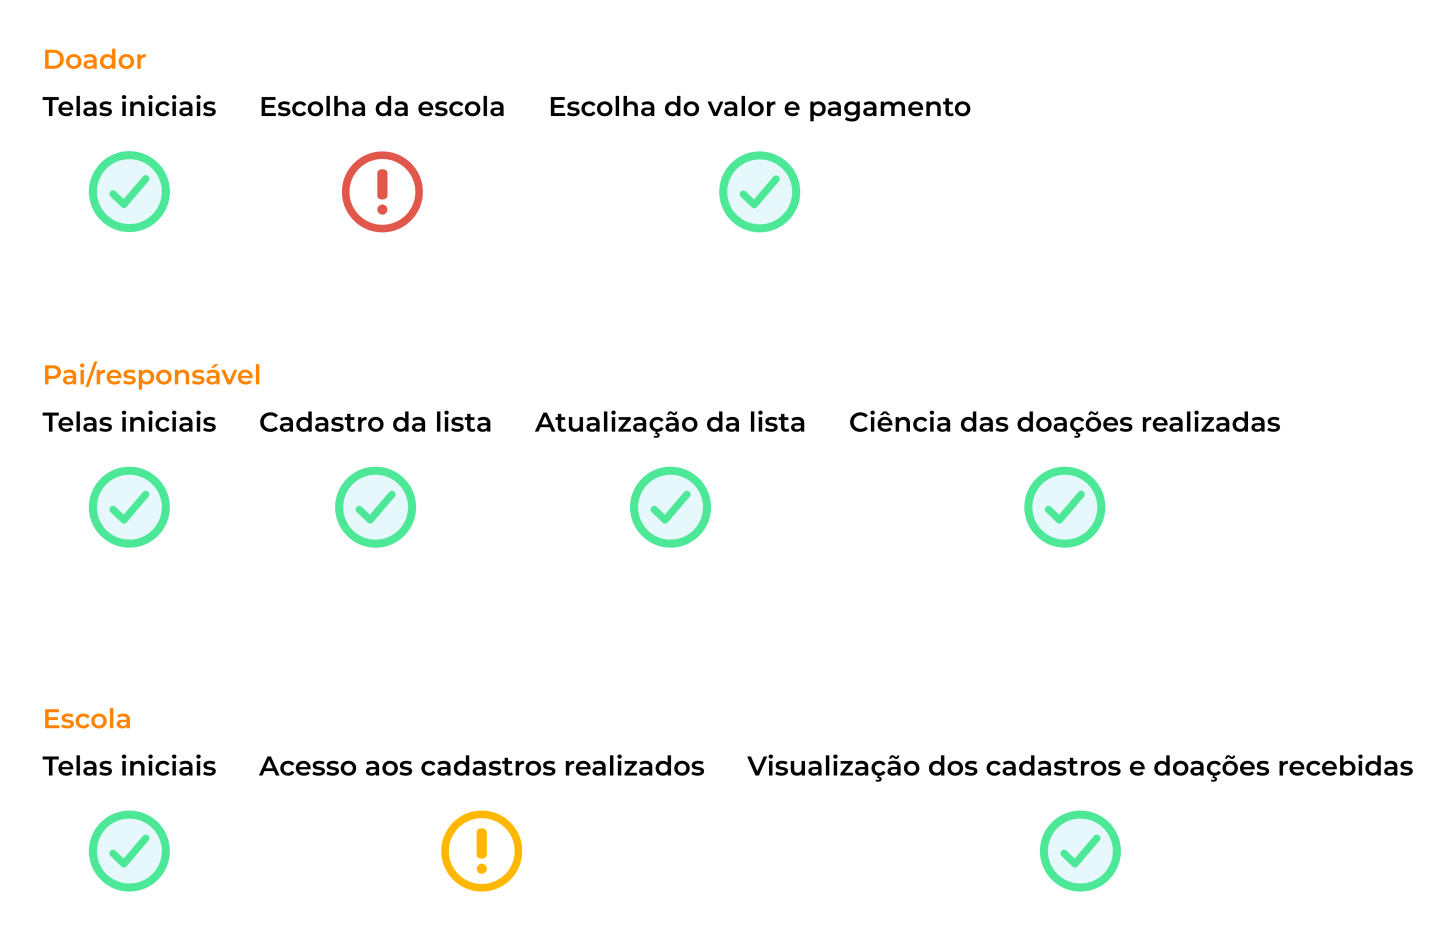 Doador
Telas iniciais Escolha da escola Escolha do valor e pagamento
Pai/responsável
Telas iniciais Cadastro da lista Atualização da lista Ciência das doações realizadas
Escola
Telas iniciais Acesso aos cadastros realizados Visualização dos cadastros e doações recebidas